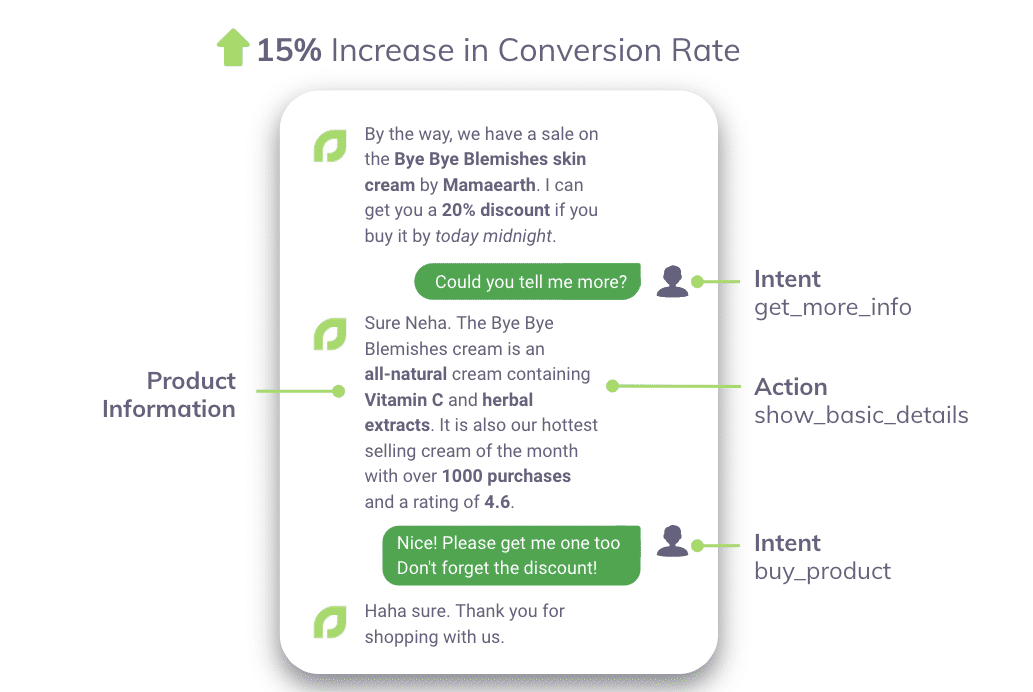 15% Increase in Conversion Rate
By the way, we have a sale on
the Bye Bye Blemishes skin
cream by Mamaearth. I can
get you a 20% discount if you
buy it by today midnight.
Could you tell me more?
Intent
get_more_info
Sure Neha. The Bye Bye
Blemishes cream is an
all-natural cream containing
Vitamin C and herbal
extracts. It is also our hottest
selling cream of the month
with over 1000 purchases
and a rating of 4.6.
Product
Information
Action
show_basic_details
Nice! Please get me one too
Don't forget the discount!
Intent
buy_product
Haha sure. Thank you for
shopping with us.